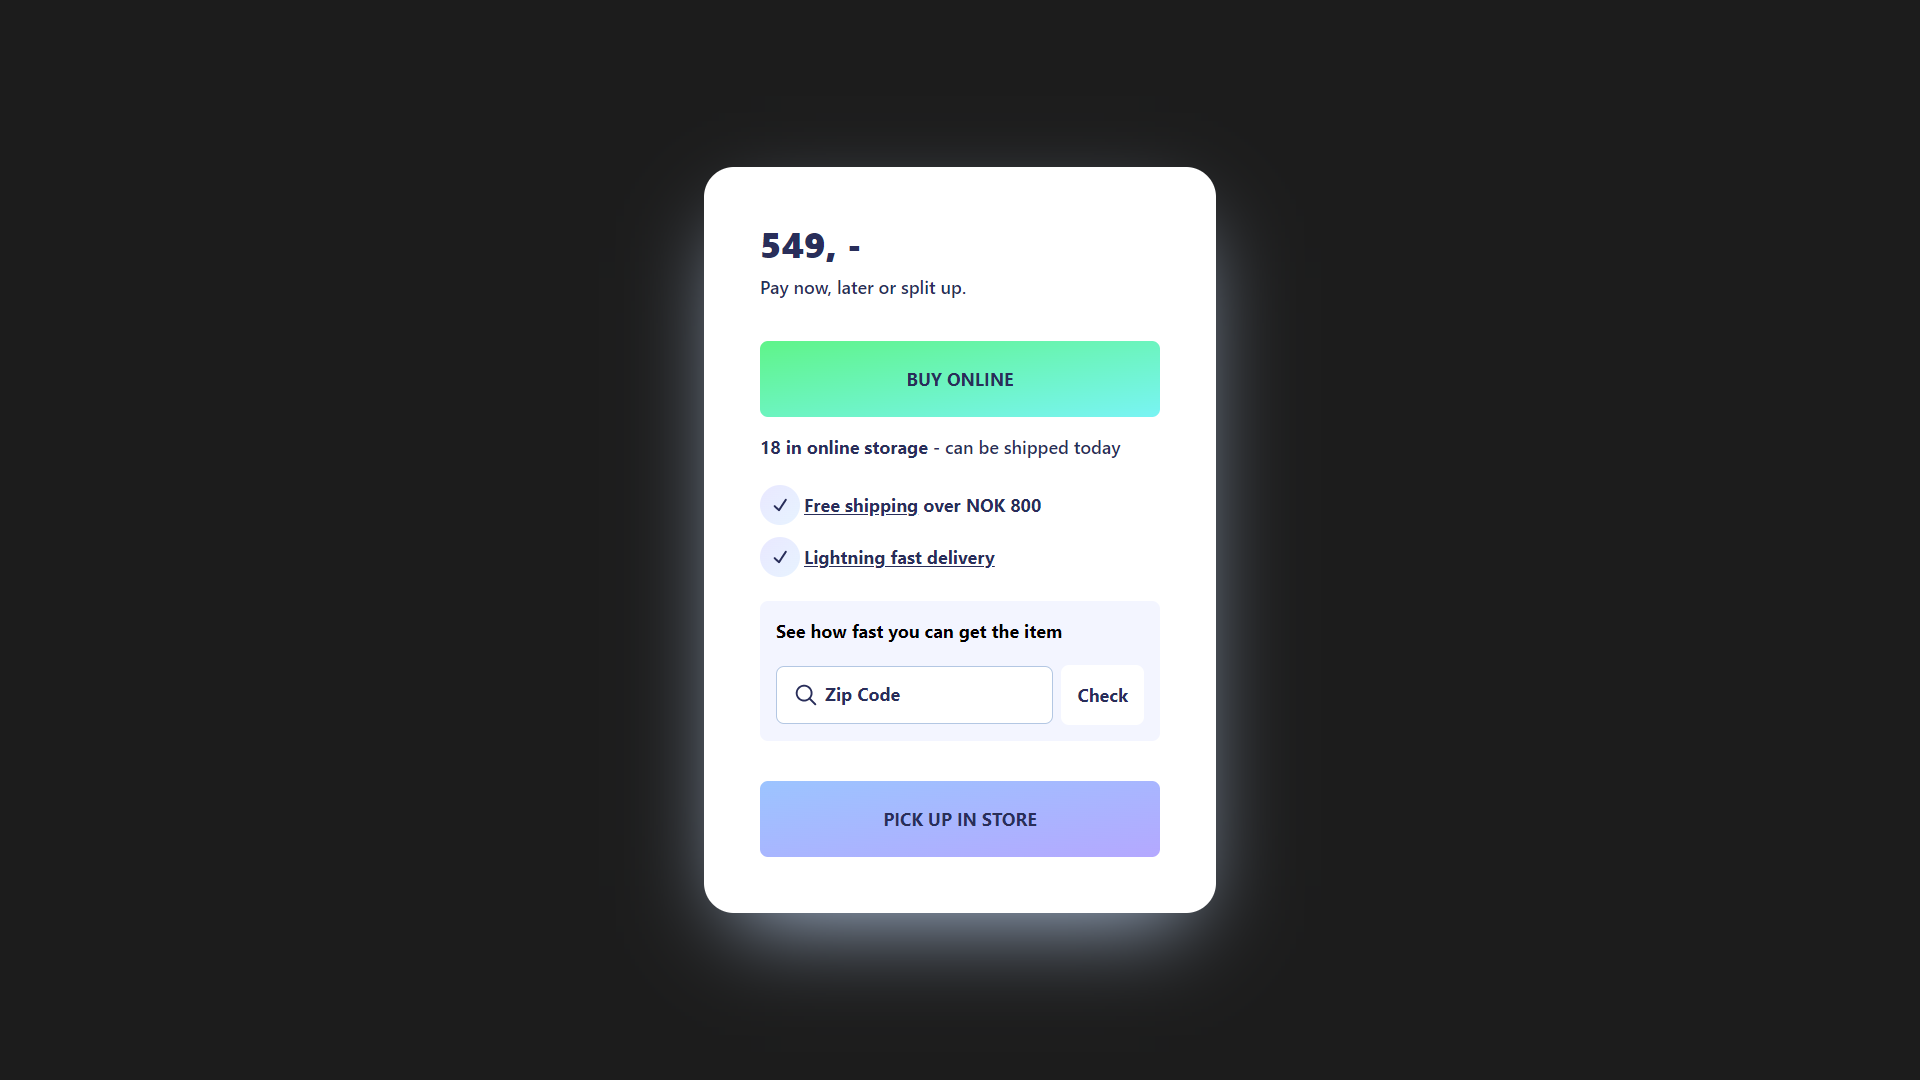 549, -
Pay now, later or split up.
BUY ONLINE
18 in online storage - can be shipped today
Free shipping over NOK 800
Lightning fast delivery
See how fast you can get the item
Zip Code
Check
PICK UP IN STORE